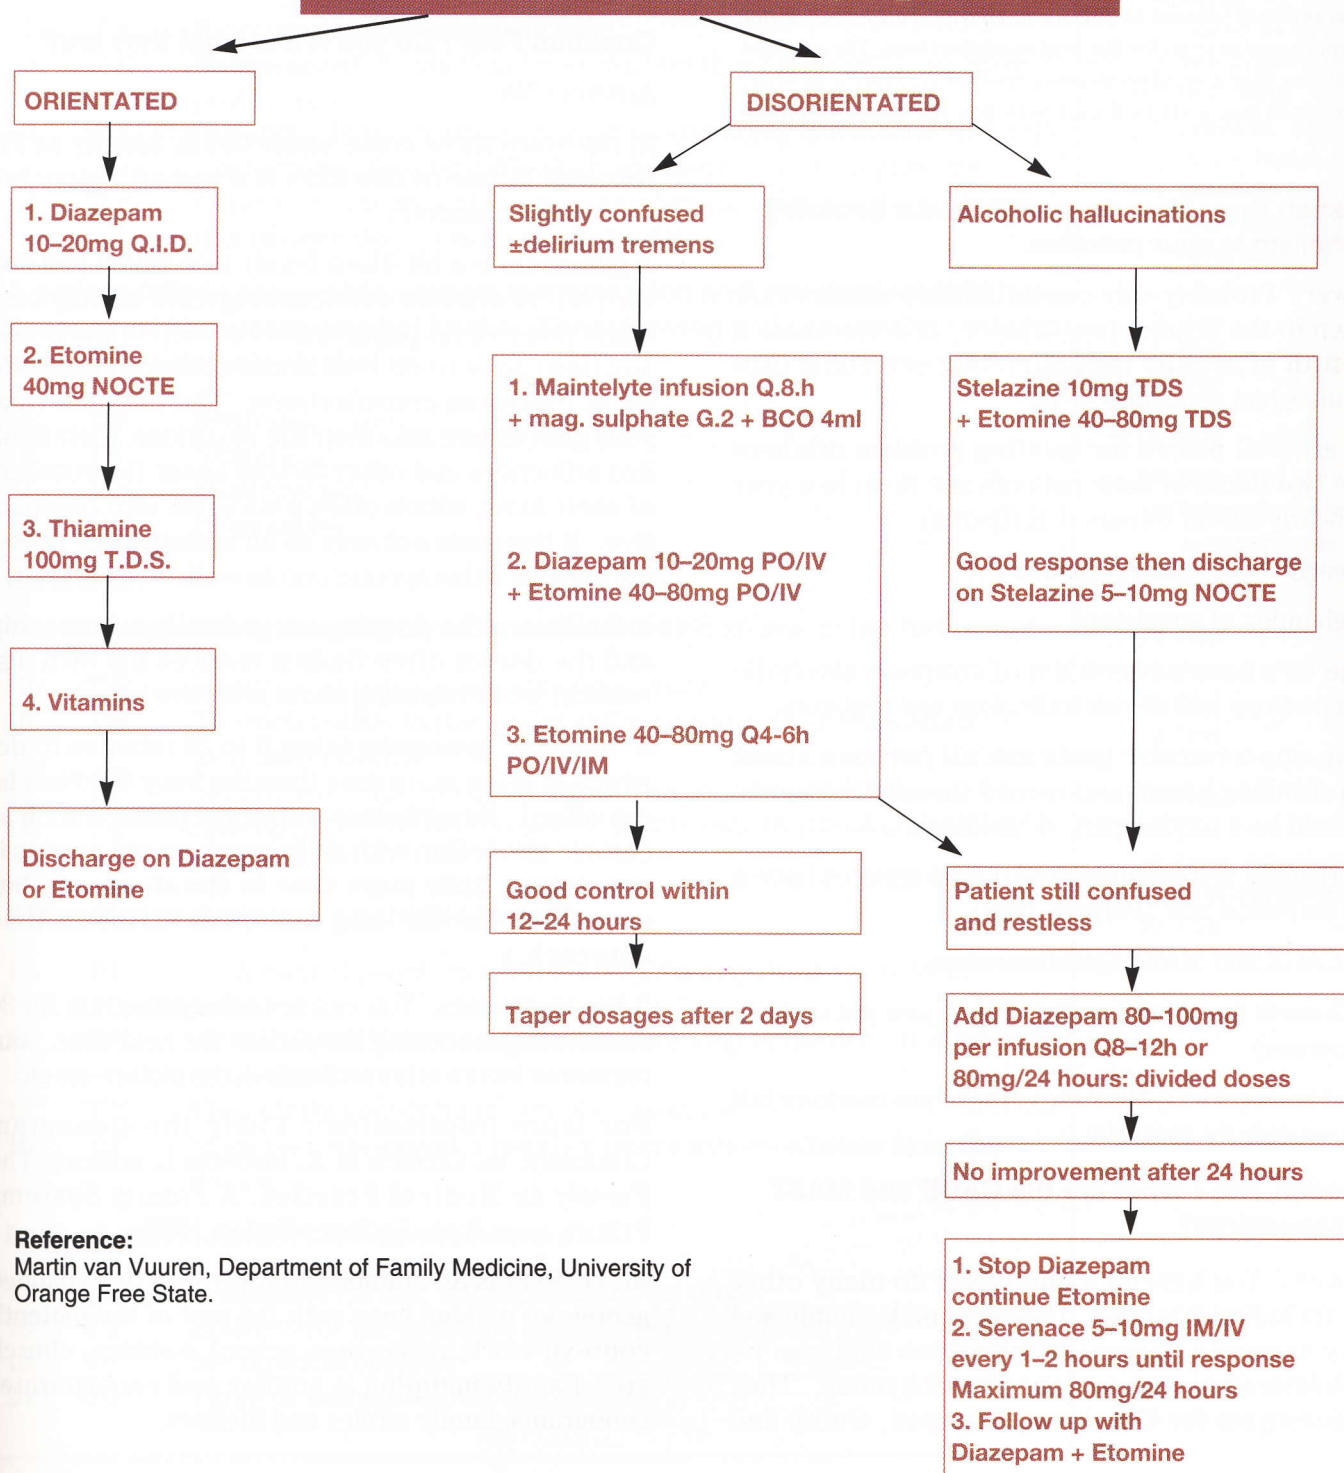 ORIENTATED
1. Diazepam
10–20mg Q.I.D.
2. Etomine
40mg NOCTE
3. Thiamine
100mg T.D.S.
4. Vitamins
Discharge on Diazepam
or Etomine
DISORIENTATED
Slightly confused
±delirium tremens
1. Maintelyte infusion Q.8.h
+ mag. sulphate G.2 + BCO 4ml
2. Diazepam 10–20mg PO/IV
+ Etomine 40–80mg PO/IV
3. Etomine 40–80mg Q4-6h
PO/IV/IM
Good control within
12–24 hours
Taper dosages after 2 days
Alcoholic hallucinations
Stelazine 10mg TDS
+ Etomine 40–80mg TDS
Good response then discharge
on Stelazine 5–10mg NOCTE
Patient still confused
and restless
Add Diazepam 80–100mg
per infusion Q8–12h or
80mg/24 hours: divided doses
No improvement after 24 hours
1. Stop Diazepam
continue Etomine
2. Serenace 5–10mg IM/IV
every 1–2 hours until response
Maximum 80mg/24 hours
3. Follow up with
Diazepam + Etomine
Reference:
Martin van Vuuren, Department of Family Medicine, University of
Orange Free State.